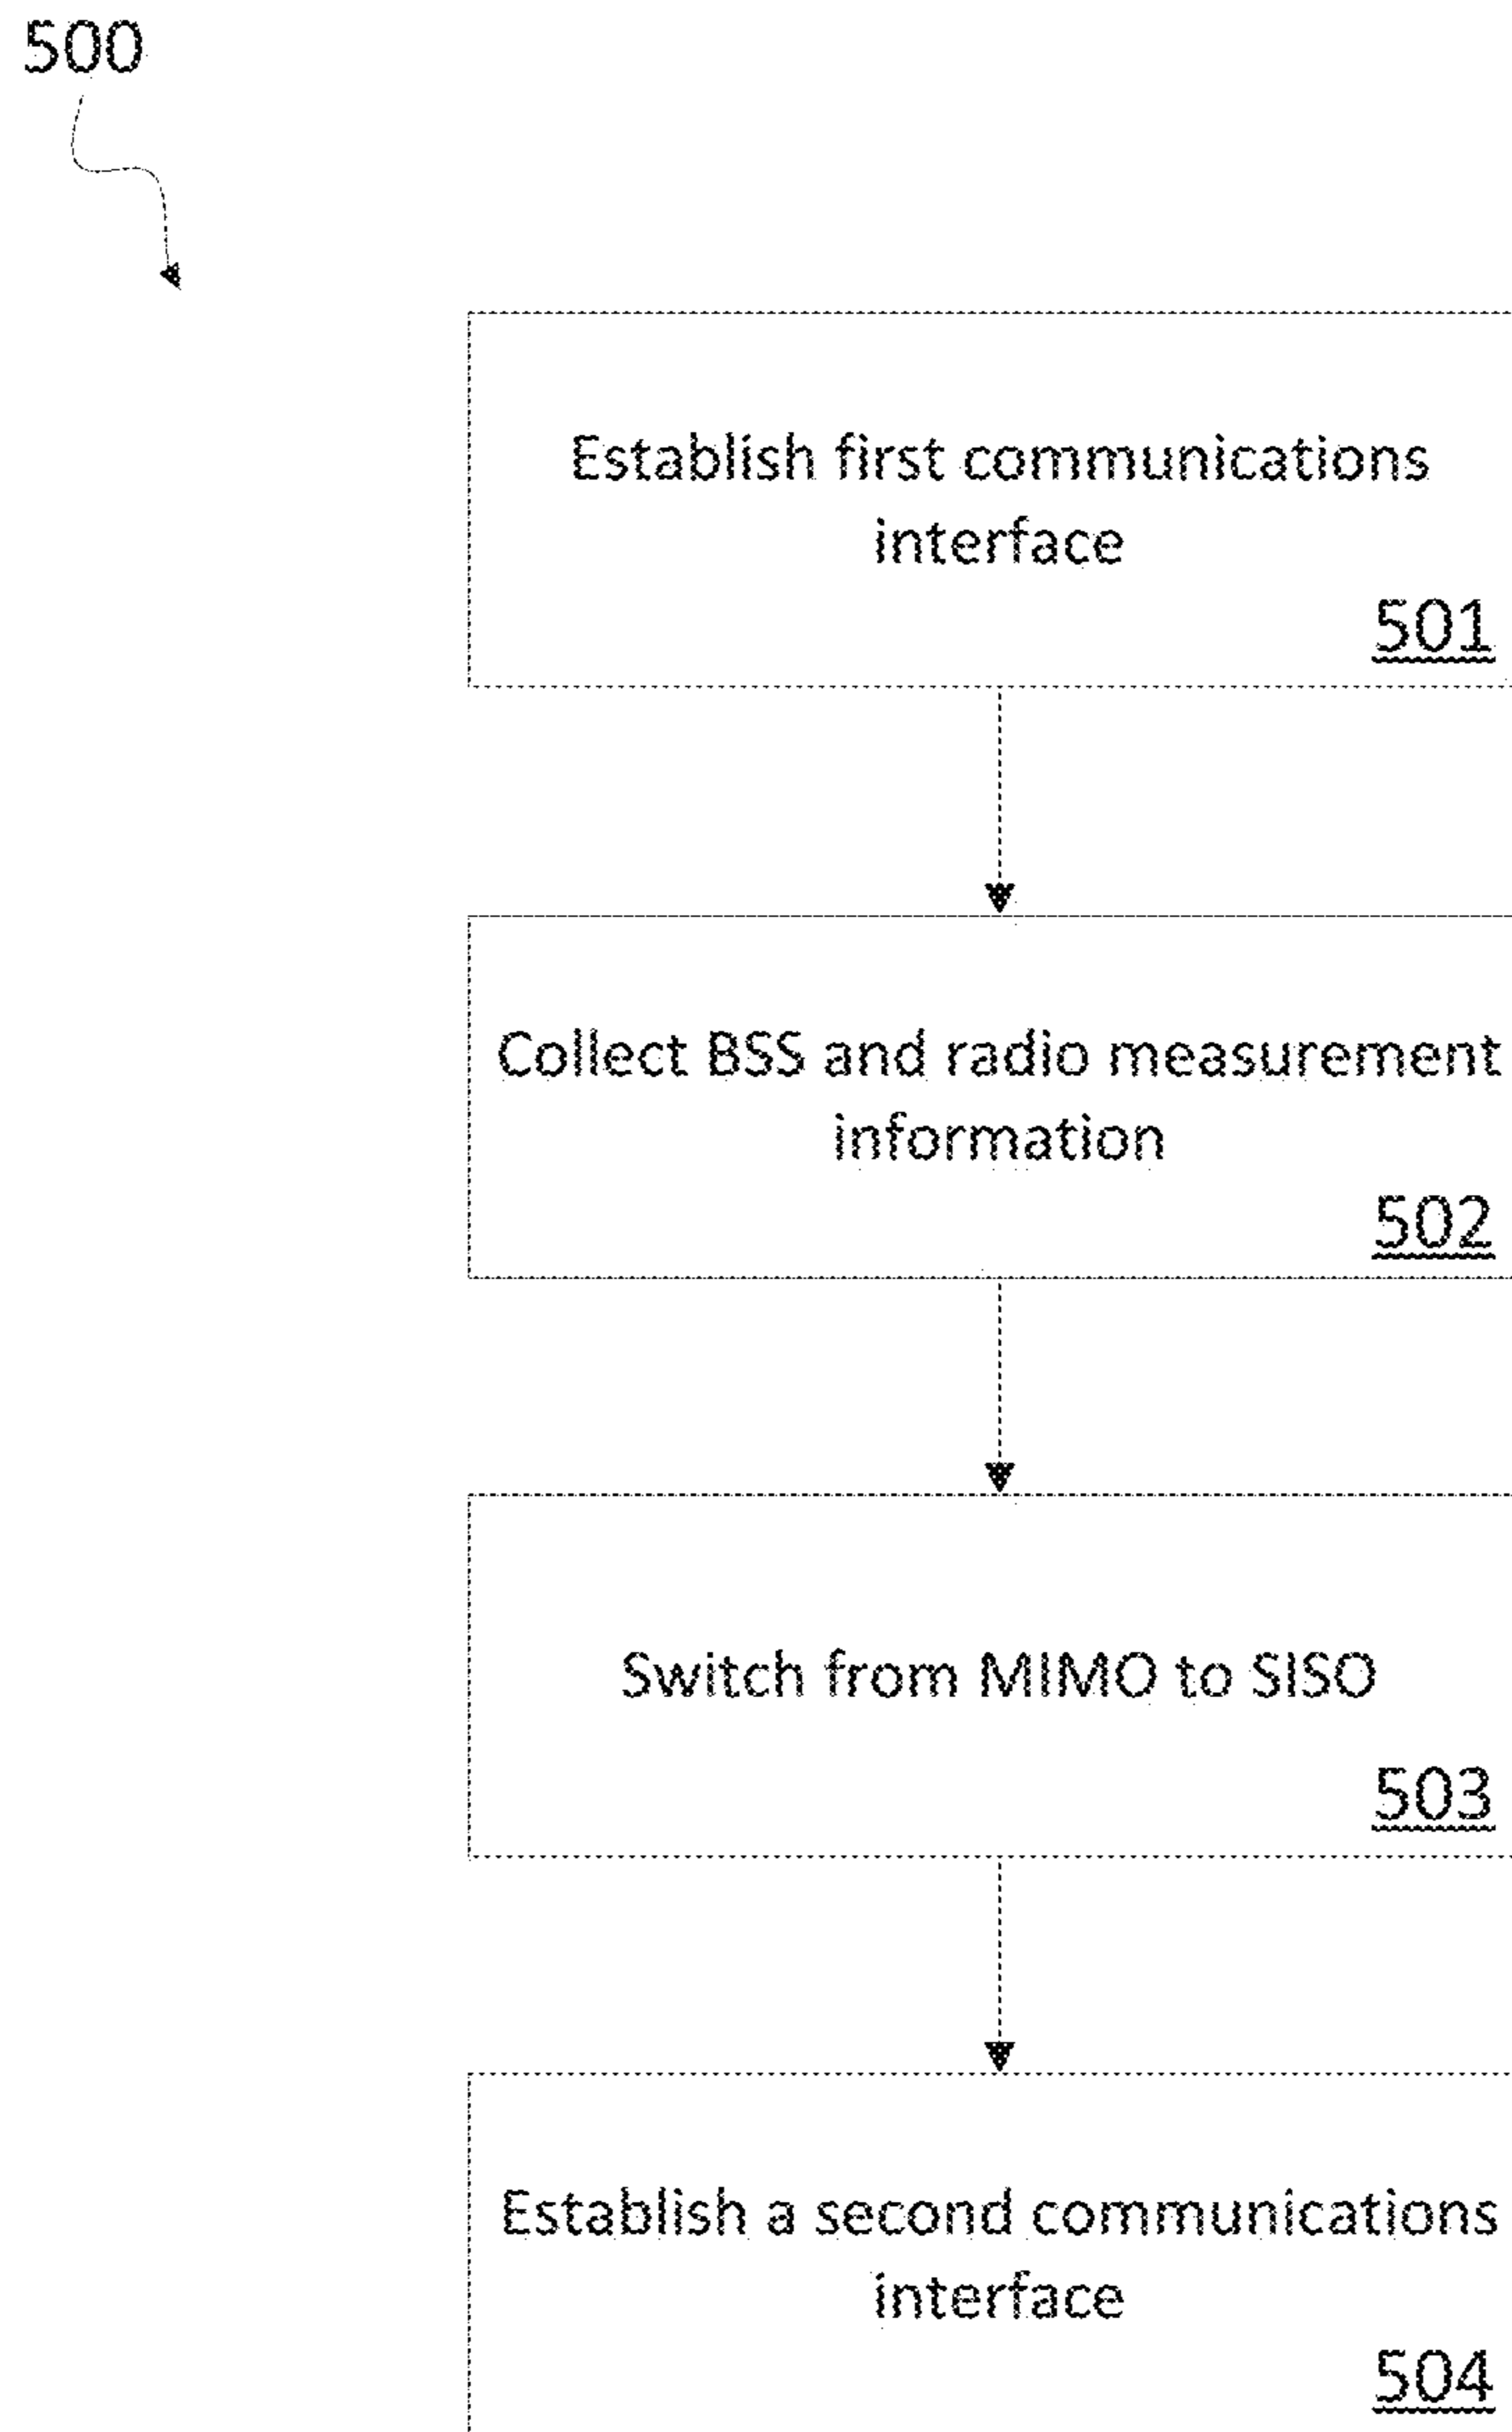 500
Establish first communications
interface
501
Collect BSS and radio measurement
information
502
Switch from MIMO to SISO
503
Establish a second communications
interface
504